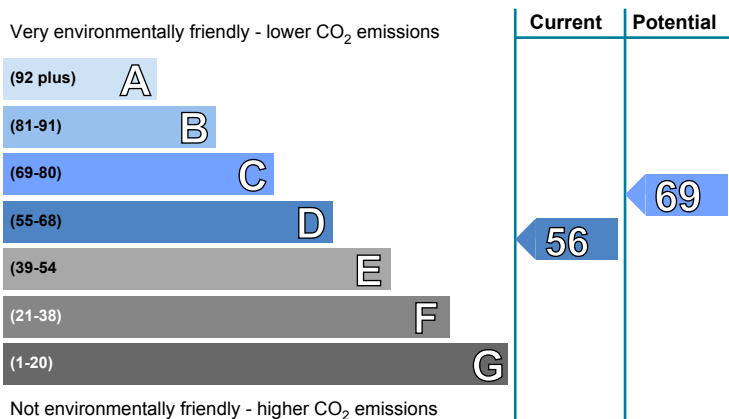 Very environmentally friendly - lower CO2 emissions
Current
Potential
(92 plus) A
(81-91) B
(69-80) C
(55-68) D
(39-54 E
(21-38) F
(1-20) G
69
56
Not environmentally friendly - higher CO2 emissions